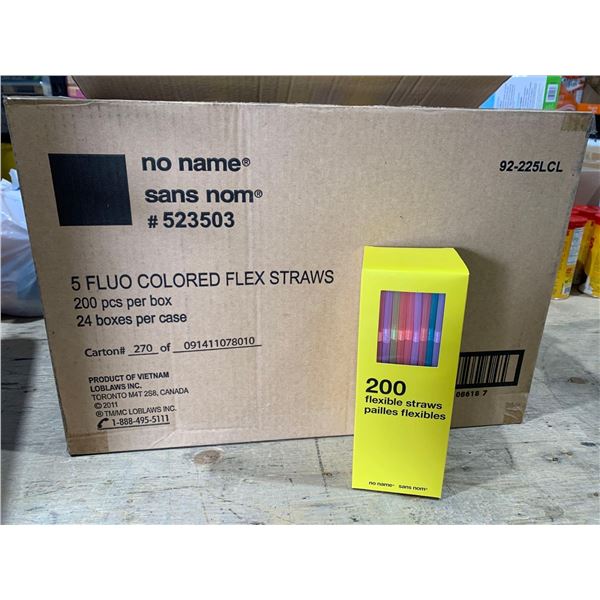 no name®
sans nom®
# 523503
92-225LCL
5 FLUO COLORED FLEX STRAWS
200 pcs per box
24 boxes per case
Carton# 270 of 091411078010
PRODUCT OF VIETNAM
LOBLAWS INC.
TORONTO M4T 2S8, CANADA
© 2011
®TM/MC LOBLAWS INC.
1-888-495-5111
08618 7
200
flexible straws
pailles flexibles
no name® sans nom®